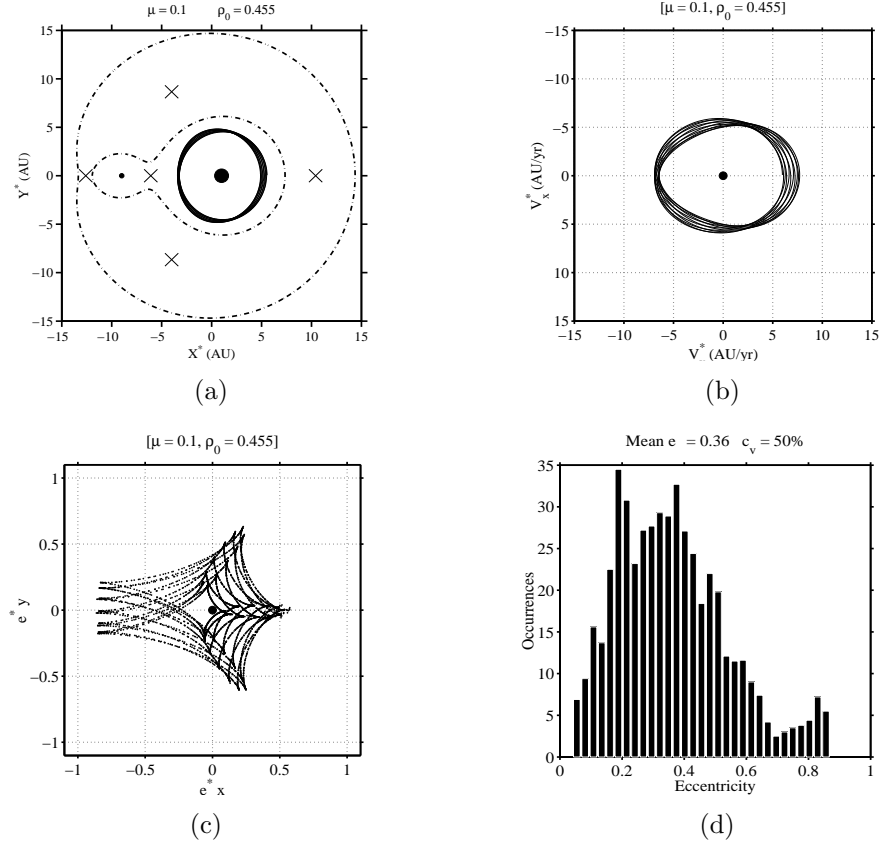 μ = 0.1 ρ0 = 0.455
15
10
5
0
−5
−10
−15
Y* (AU)
−15 −10 −5 0 5 10 15
X* (AU)
(a)
[μ = 0.1, ρ0 = 0.455]
−15
−10
−5
0
5
10
15
V*x (AU/yr)
−15 −10 −5 0 5 10 15
V* (AU/yr)
(b)
[μ = 0.1, ρ0 = 0.455]
1
0.5
0
−0.5
−1
e* y
−1 −0.5 0 0.5 1
e* x
(c)
Mean e = 0.36 cv = 50%
35
30
25
20
15
10
5
0
Occurrences
0 0.2 0.4 0.6 0.8 1
Eccentricity
(d)